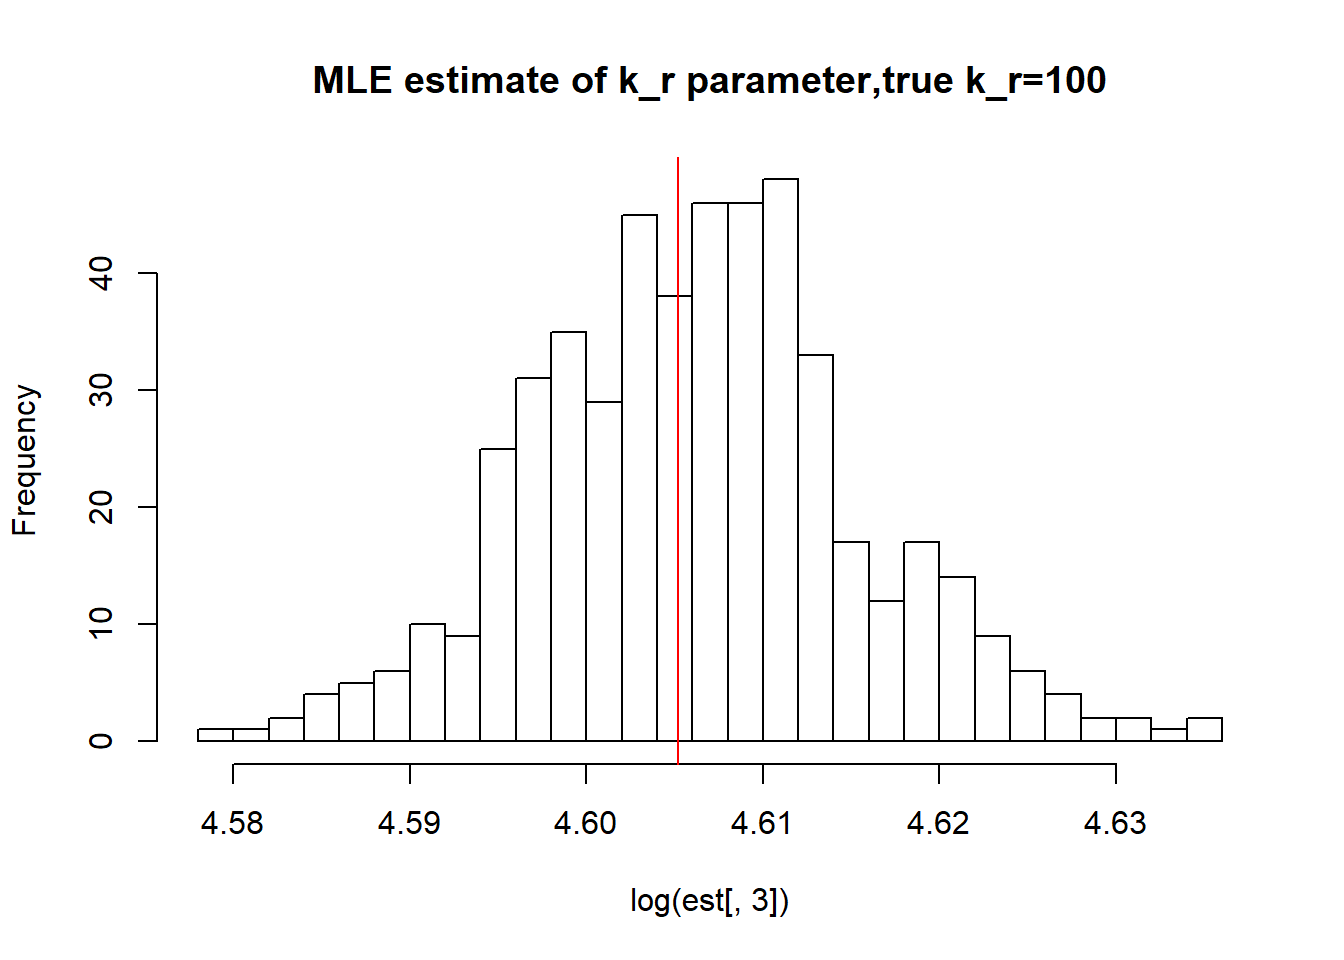 MLE estimate of k_r parameter,true k_r=100
Frequency
40
30
20
10
0
4.58 4.59 4.60 4.61 4.62 4.63
log(est[, 3])